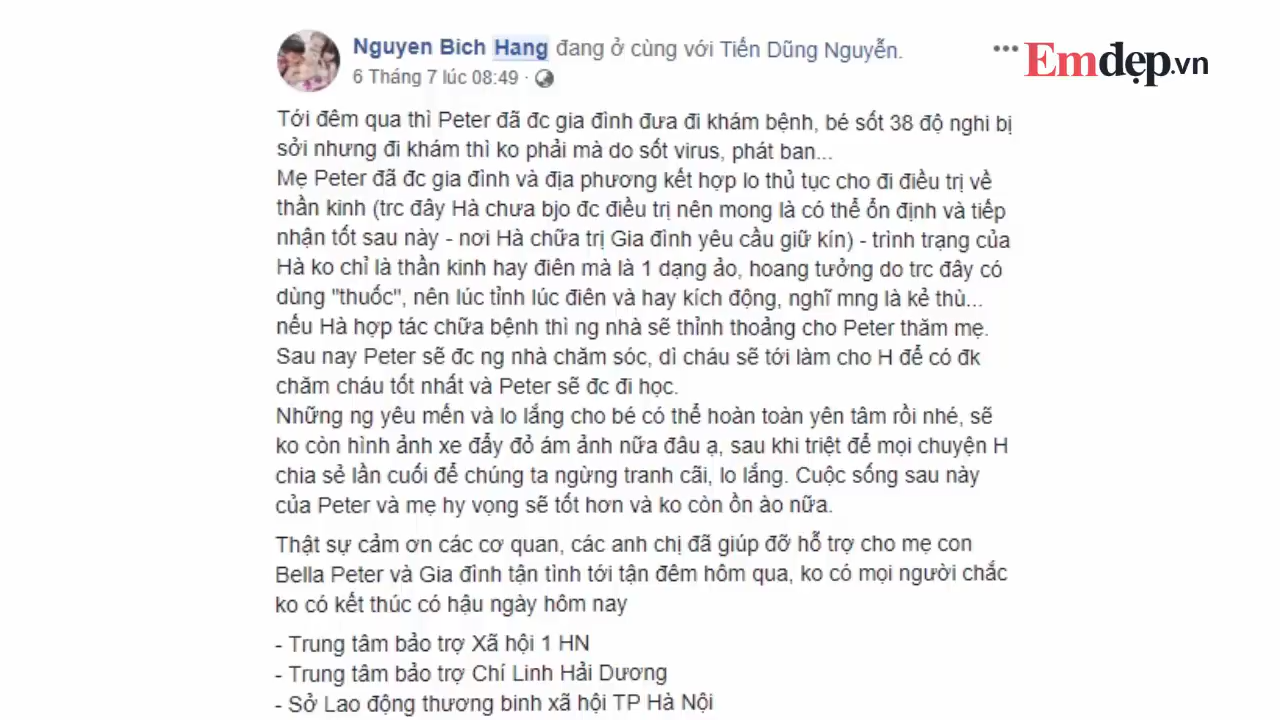 Nguyen Bich Hang đang ở cùng với Tiến Dũng Nguyễn.
6 Tháng 7 lúc 08:49 ·
Emdẹp.vn
Tới đêm qua thì Peter đã đc gia đình đưa đi khám bệnh, bé sốt 38 độ nghi bị
sởi nhưng đi khám thì ko phải mà do sốt virus, phát ban...
Mẹ Peter đã đc gia đình và địa phương kết hợp lo thủ tục cho đi điều trị về
thần kinh (trc đây Hà chưa bjo đc điều trị nên mong là có thể ổn định và tiếp
nhận tốt sau này - nơi Hà chữa trị Gia đình yêu cầu giữ kín) - trình trạng của
Hà ko chỉ là thần kinh hay điên mà là 1 dạng ảo, hoang tưởng do trc đây có
dùng "thuốc", nên lúc tỉnh lúc điên và hay kích động, nghĩ mng là kẻ thù...
nếu Hà hợp tác chữa bệnh thì ng nhà sẽ thỉnh thoảng cho Peter thăm mẹ.
Sau nay Peter sẽ đc ng nhà chăm sóc, dì cháu sẽ tới làm cho H để có đk
chăm cháu tốt nhất và Peter sẽ đc đi học.
Những ng yêu mến và lo lắng cho bé có thể hoàn toàn yên tâm rồi nhé, sẽ
ko còn hình ảnh xe đẩy đỏ ám ảnh nữa đâu ạ, sau khi triệt để mọi chuyện H
chia sẻ lần cuối để chúng ta ngừng tranh cãi, lo lắng. Cuộc sống sau này
của Peter và mẹ hy vọng sẽ tốt hơn và ko còn ồn ào nữa.
Thật sự cảm ơn các cơ quan, các anh chị đã giúp đỡ hỗ trợ cho mẹ con
Bella Peter và Gia đình tận tình tới tận đêm hôm qua, ko có mọi người chắc
ko có kết thúc có hậu ngày hôm nay
- Trung tâm bảo trợ Xã hội 1 HN
- Trung tâm bảo trợ Chí Linh Hải Dương
- Sở Lao động thương binh xã hội TP Hà Nội